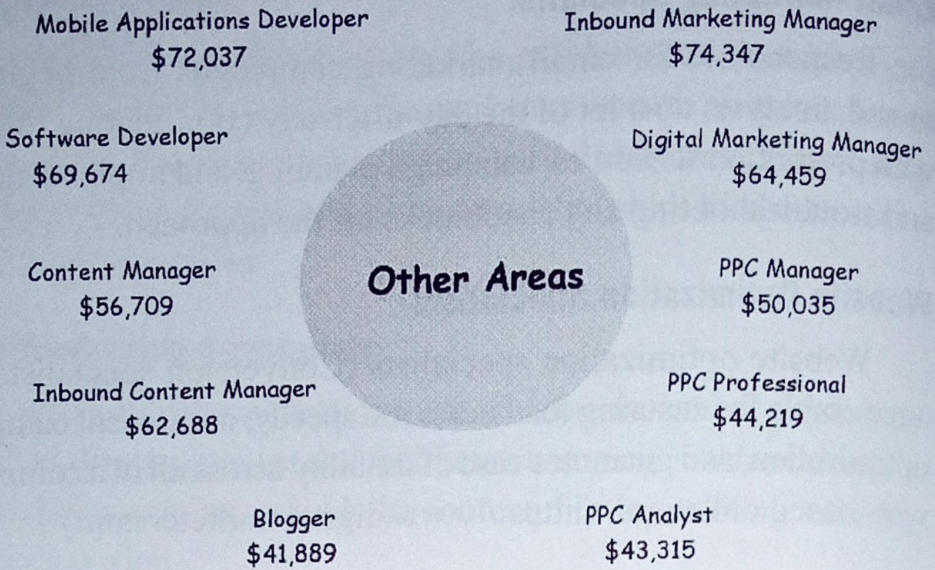 Mobile Applications Developer
$72,037
Inbound Marketing Manager
$74,347
Software Developer
$69,674
Digital Marketing Manager
$64,459
Content Manager
$56,709
Other Areas
PPC Manager
$50,035
Inbound Content Manager
$62,688
PPC Professional
$44,219
Blogger
$41,889
PPC Analyst
$43,315